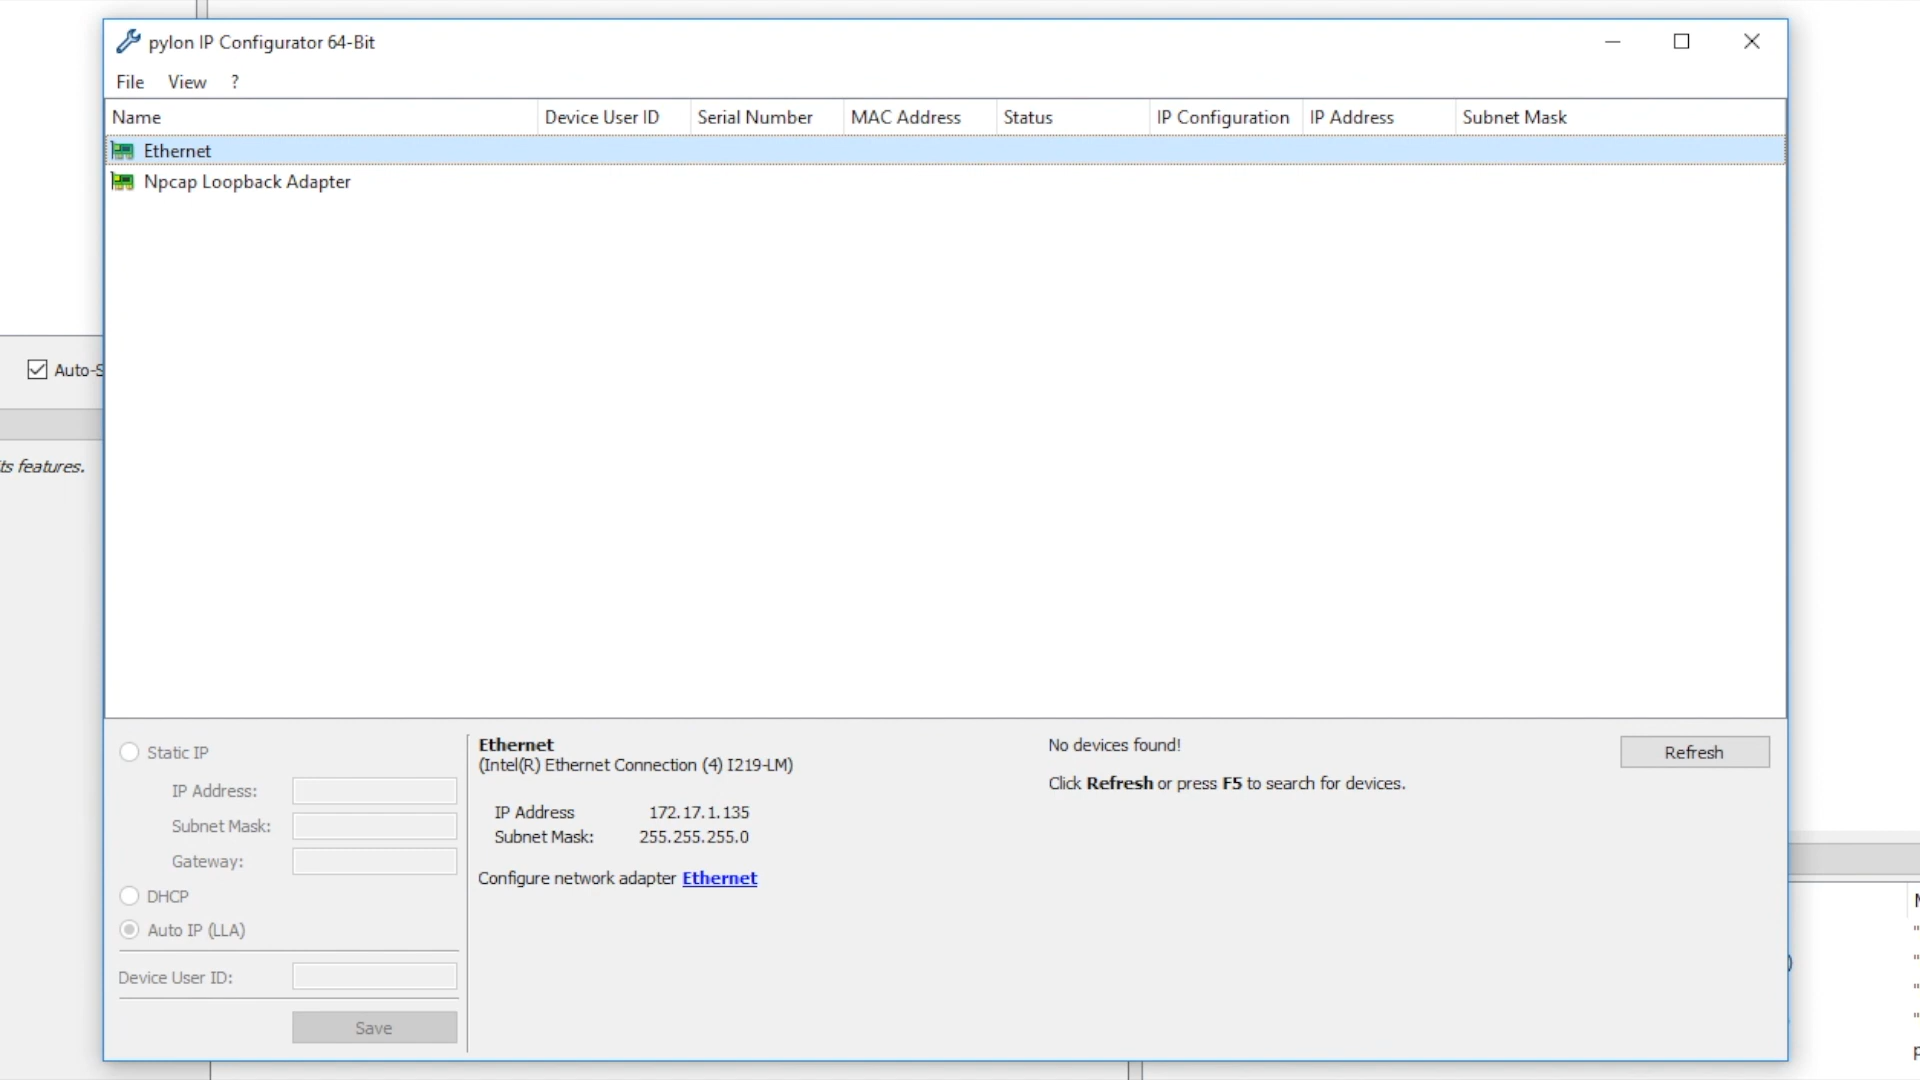 pylon IP Configurator 64-Bit
File View ?
Name Device User ID Serial Number MAC Address Status IP Configuration IP Address Subnet Mask
Ethernet
Npcap Loopback Adapter
Auto-S
ts features.
Static IP
IP Address:
Subnet Mask:
Gateway:
DHCP
Auto IP (LLA)
Device User ID:
Save
Ethernet
(Intel(R) Ethernet Connection (4) I219-LM)
IP Address 172.17.1.135
Subnet Mask: 255.255.255.0
Configure network adapter Ethernet
No devices found!
Click Refresh or press F5 to search for devices.
Refresh